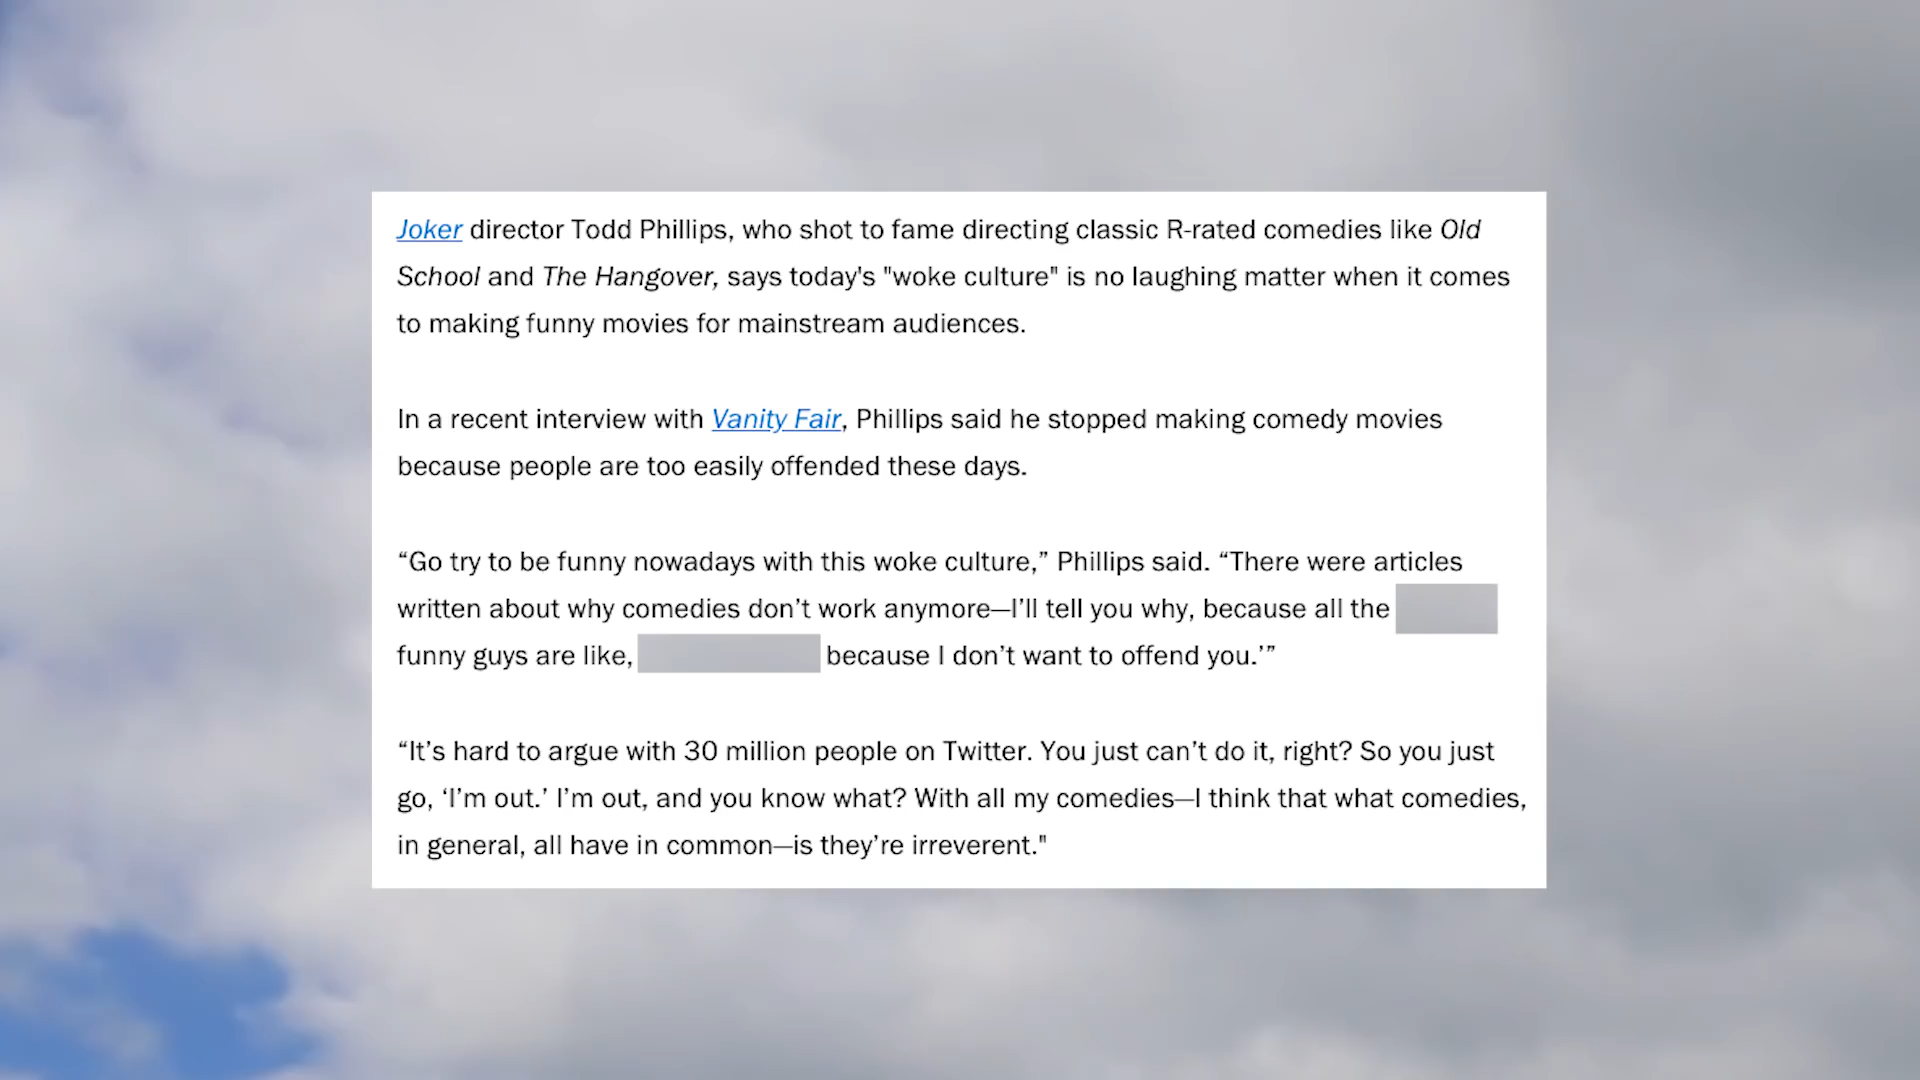 Joker director Todd Phillips, who shot to fame directing classic R-rated comedies like Old
School and The Hangover, says today's "woke culture" is no laughing matter when it comes
to making funny movies for mainstream audiences.
In a recent interview with Vanity Fair, Phillips said he stopped making comedy movies
because people are too easily offended these days.
“Go try to be funny nowadays with this woke culture,” Phillips said. “There were articles
written about why comedies don’t work anymore—I’ll tell you why, because all the
funny guys are like, because I don’t want to offend you.’”
“It’s hard to argue with 30 million people on Twitter. You just can’t do it, right? So you just
go, ‘I’m out.’ I’m out, and you know what? With all my comedies—I think that what comedies,
in general, all have in common—is they’re irreverent."